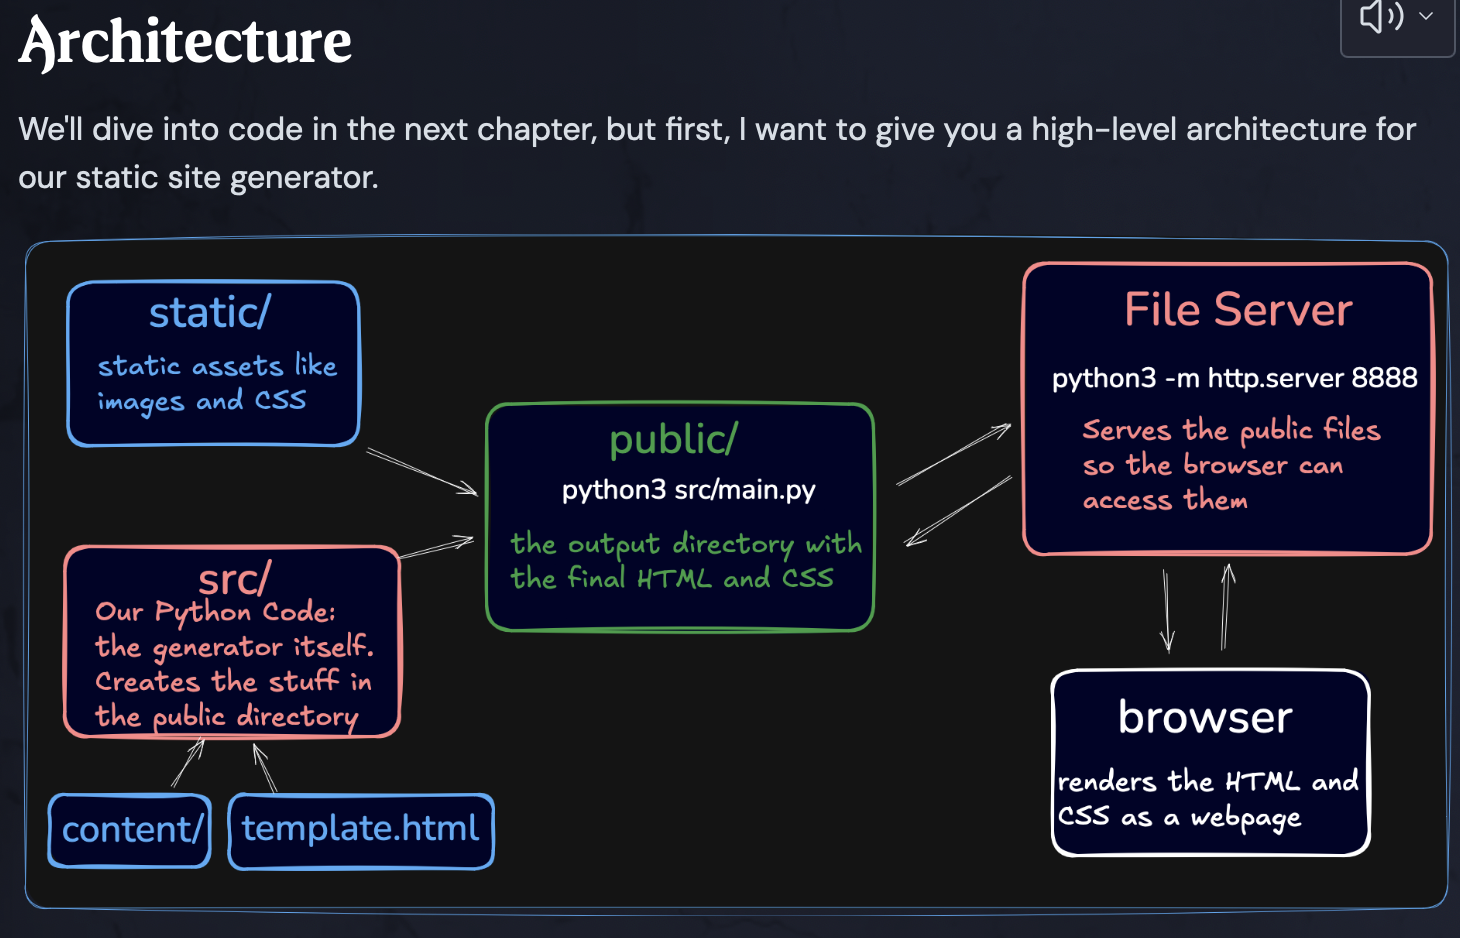 Architecture
We'll dive into code in the next chapter, but first, I want to give you a high-level architecture for
our static site generator.
static/
static assets like
images and CSS
src/
Our Python Code:
the generator itself.
Creates the stuff in
the public directory
content/
template.html
public/
python3 src/main.py
the output directory with
the final HTML and CSS
File Server
python3 -m http.server 8888
Serves the public files
so the browser can
access them
browser
renders the HTML and
CSS as a webpage